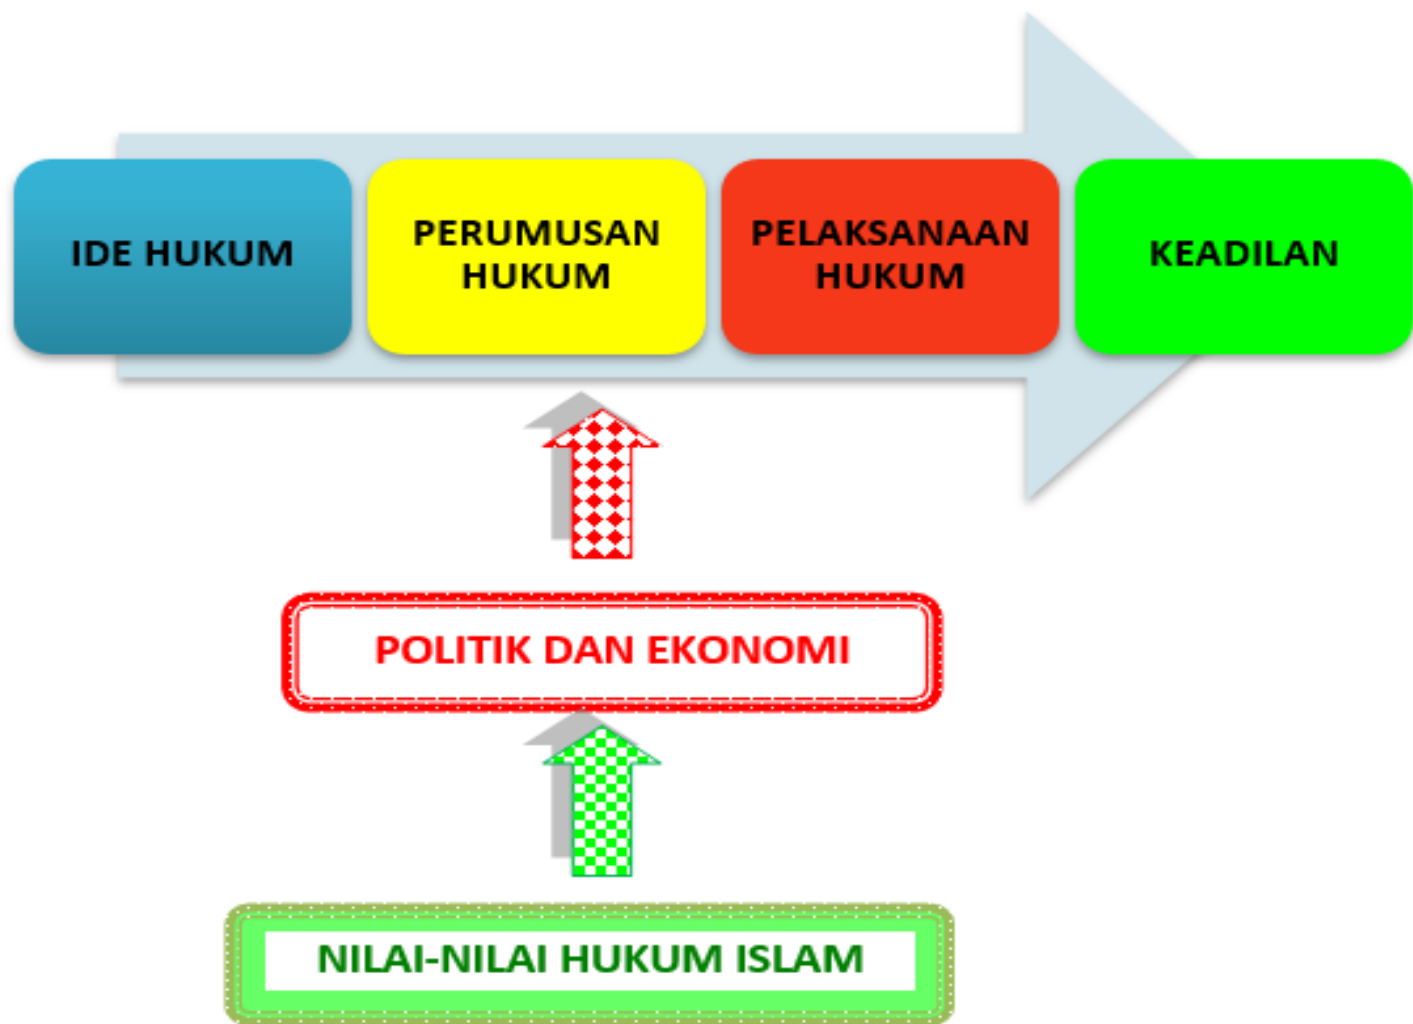 IDE HUKUM
PERUMUSAN
HUKUM
PELAKSANAAN
HUKUM
KEADILAN
POLITIK DAN EKONOMI
NILAI-NILAI HUKUM ISLAM